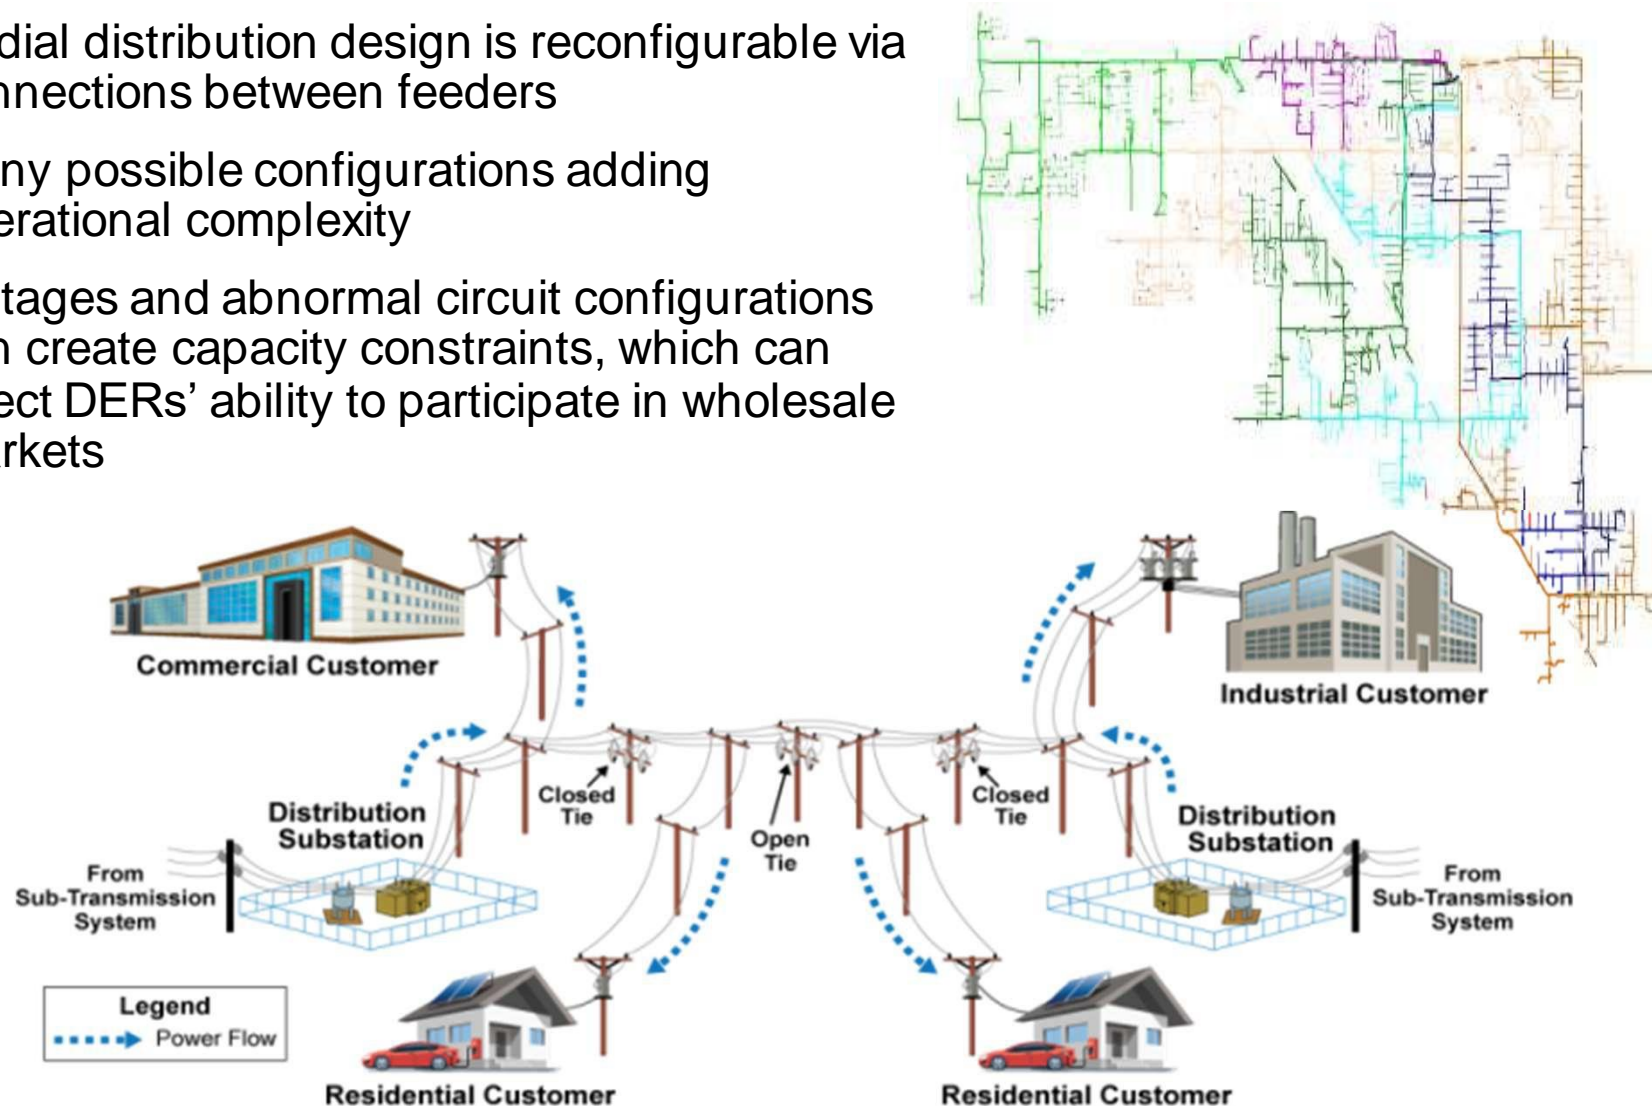 dial distribution design is reconfigurable via
nnections between feeders
ny possible configurations adding
erational complexity
tages and abnormal circuit configurations
n create capacity constraints, which can
ect DERs’ ability to participate in wholesale
rkets
Commercial Customer
Industrial Customer
Closed
Tie
Open
Tie
Closed
Tie
Distribution
Substation
Distribution
Substation
From
Sub-Transmission
System
From
Sub-Transmission
System
Legend
Power Flow
Residential Customer
Residential Customer